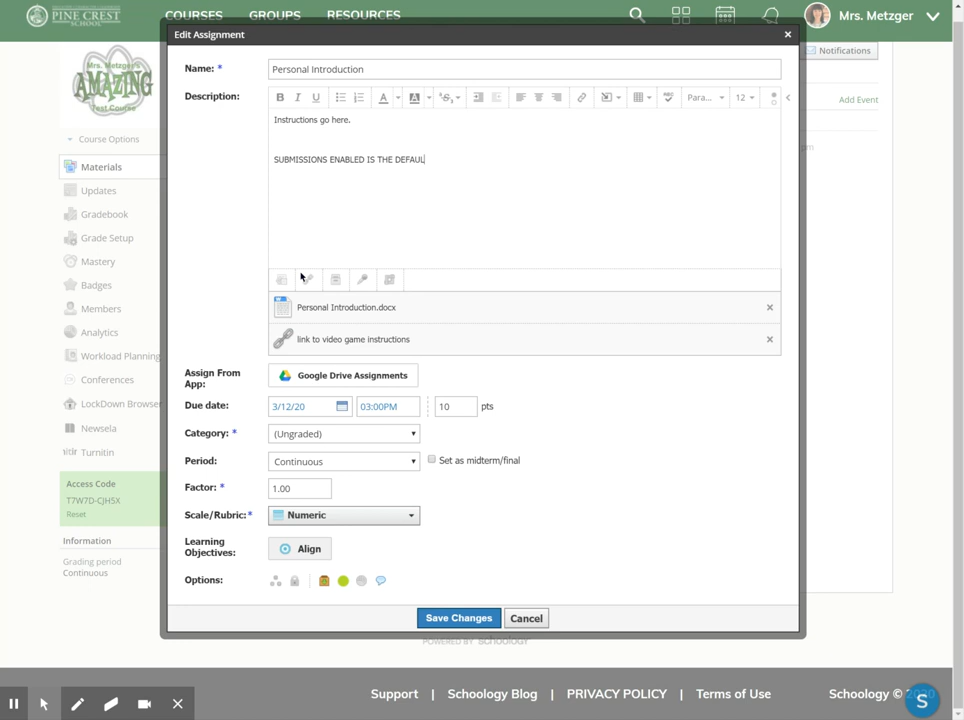 PINE CREST
SCHOOL
COURSES
GROUPS
RESOURCES
Mrs. Metzger
Edit Assignment
Notifications
Mrs. Metzger's
AMAZING
Test Course
Name: *
Personal Introduction
Description:
B I U
A
A
Para...
12
Add Event
Instructions go here.
SUBMISSIONS ENABLED IS THE DEFAUL
pm
Course Options
Materials
Updates
Gradebook
Grade Setup
Mastery
Badges
Members
Analytics
Workload Planning
Conferences
LockDown Browser
Newsela
Turnitin
Access Code
T7W7D-CJHSX
Reset
Information
Grading period
Continuous
Personal Introduction.docx
link to video game instructions
Assign From
App:
Google Drive Assignments
Due date:
3/12/20
03:00PM
10
pts
Category: *
(Ungraded)
Period:
Continuous
Set as midterm/final
Factor: *
1.00
Scale/Rubric: *
Numeric
Learning
Objectives:
Align
Options:
Save Changes
Cancel
POWERED BY SCHOOLOGY
Support | Schoology Blog | PRIVACY POLICY | Terms of Use
Schoology © 2020
S